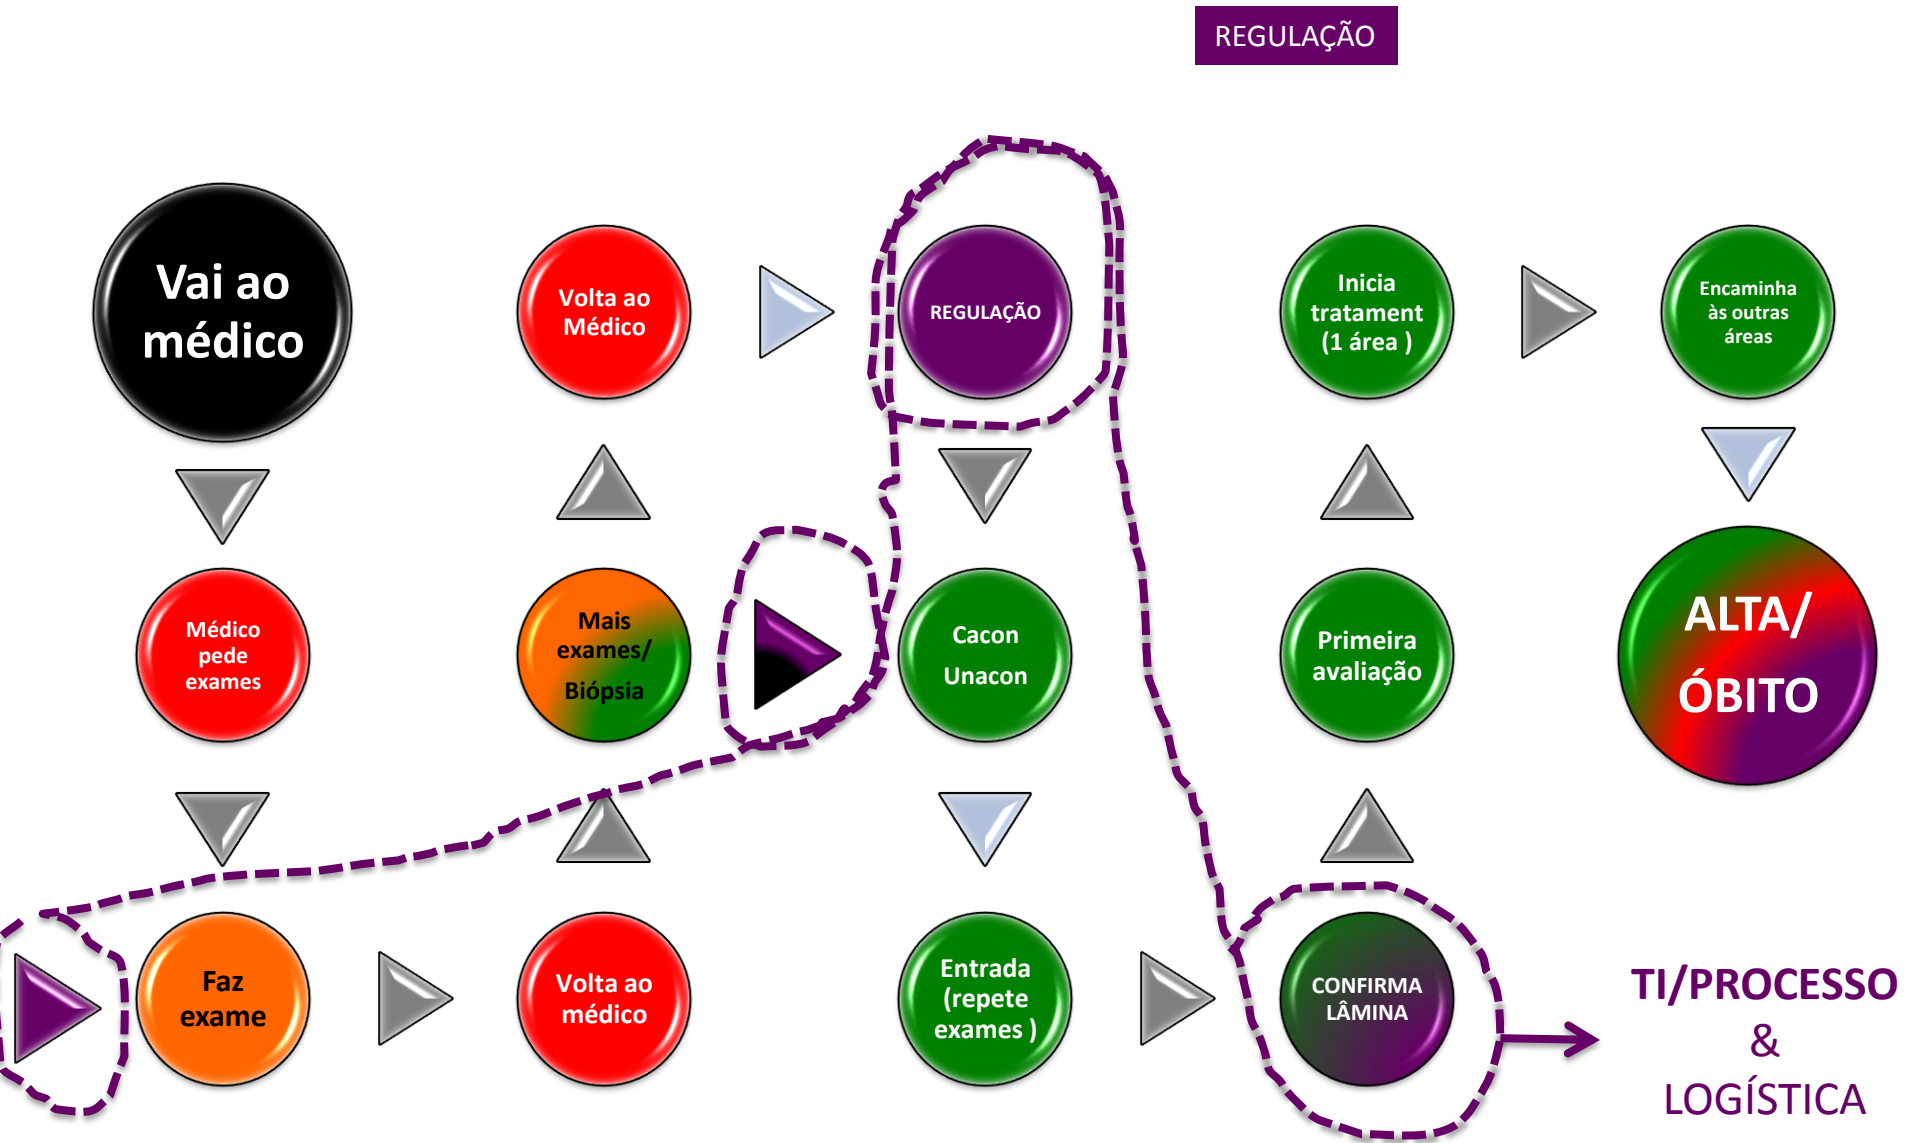 REGULAÇÃO
Vai ao
médico
Médico
pede
exames
Faz
exame
Volta ao
médico
Mais
exames/
Biópsia
Volta ao
Médico
REGULAÇÃO
Cacon
Unacon
Entrada
(repete
exames )
CONFIRMA
LÂMINA
Primeira
avaliação
Inicia
tratament
(1 área )
Encaminha
às outras
áreas
ALTA/
ÓBITO
TI/PROCESSO
&
LOGÍSTICA